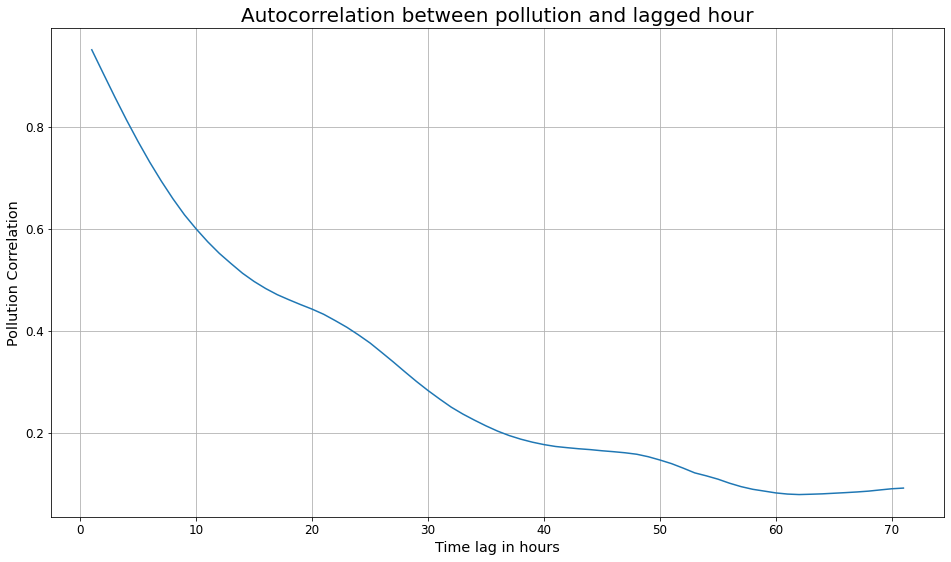 Autocorrelation between pollution and lagged hour
Pollution Correlation
0.8
0.6
0.4
0.2
0 10 20 30 40 50 60 70
Time lag in hours